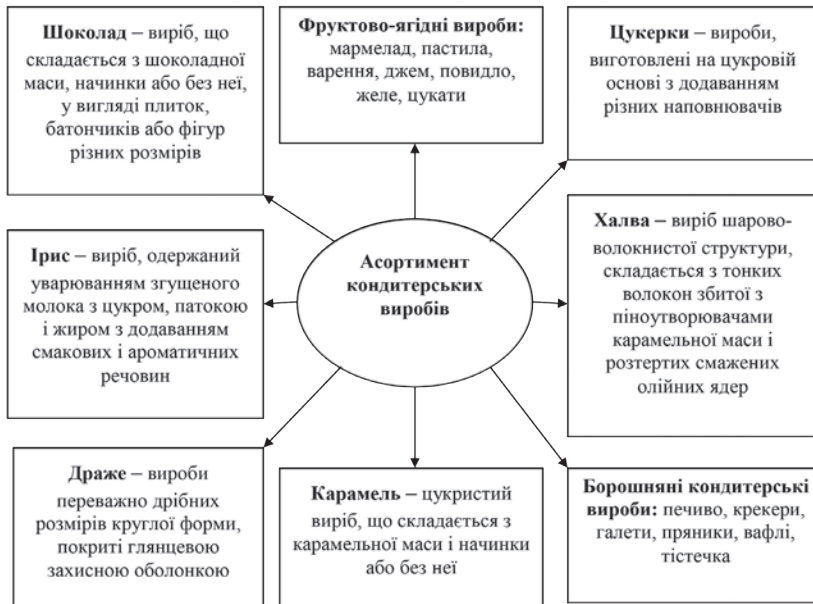 Шоколад – виріб, що
складається з шоколадної
маси, начинки або без неї,
у вигляді плиток,
батончиків або фігур
різних розмірів
Фруктово-ягідні вироби:
мармелад, пастила,
варення, джем, повидло,
желе, цукати
Цукерки – вироби,
виготовлені на цукровій
основі з додаванням
різних наповнювачів
Ірис – виріб, одержаний
уварюванням згущеного
молока з цукром, патокою
і жиром з додаванням
смакових і ароматичних
речовин
Асортимент
кондитерських
виробів
Халва – виріб шарово-
волокнистої структури,
складається з тонких
волокон збитої з
піноутворювачами
карамельної маси і
розтертих смажених
олійних ядер
Драже – вироби
переважно дрібних
розмірів круглої форми,
покриті глянцевою
захисною оболонкою
Карамель – цукристий
виріб, що складається з
карамельної маси і начинки
або без неї
Борошняні кондитерські
вироби: печиво, крекери,
галети, пряники, вафлі,
тістечка